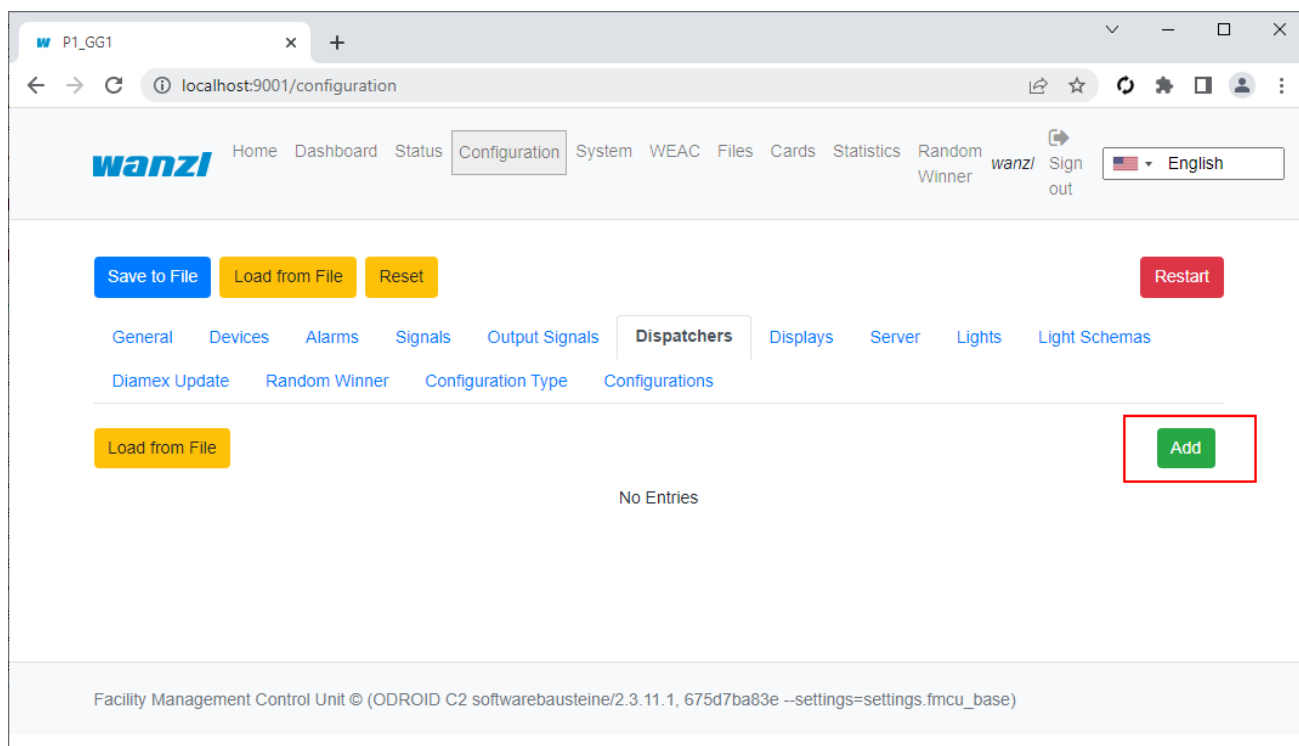 P1_GG1
localhost:9001/configuration
wanzl Home Dashboard Status Configuration System WEAC Files Cards Statistics Random Winner wanzl Sign out English
Save to File Load from File Reset Restart
General Devices Alarms Signals Output Signals Dispatchers Displays Server Lights Light Schemas
Diamex Update Random Winner Configuration Type Configurations
Load from File Add
No Entries
Facility Management Control Unit © (ODROID C2 softwarebausteine/2.3.11.1, 675d7ba83e --settings=settings.fmcu_base)